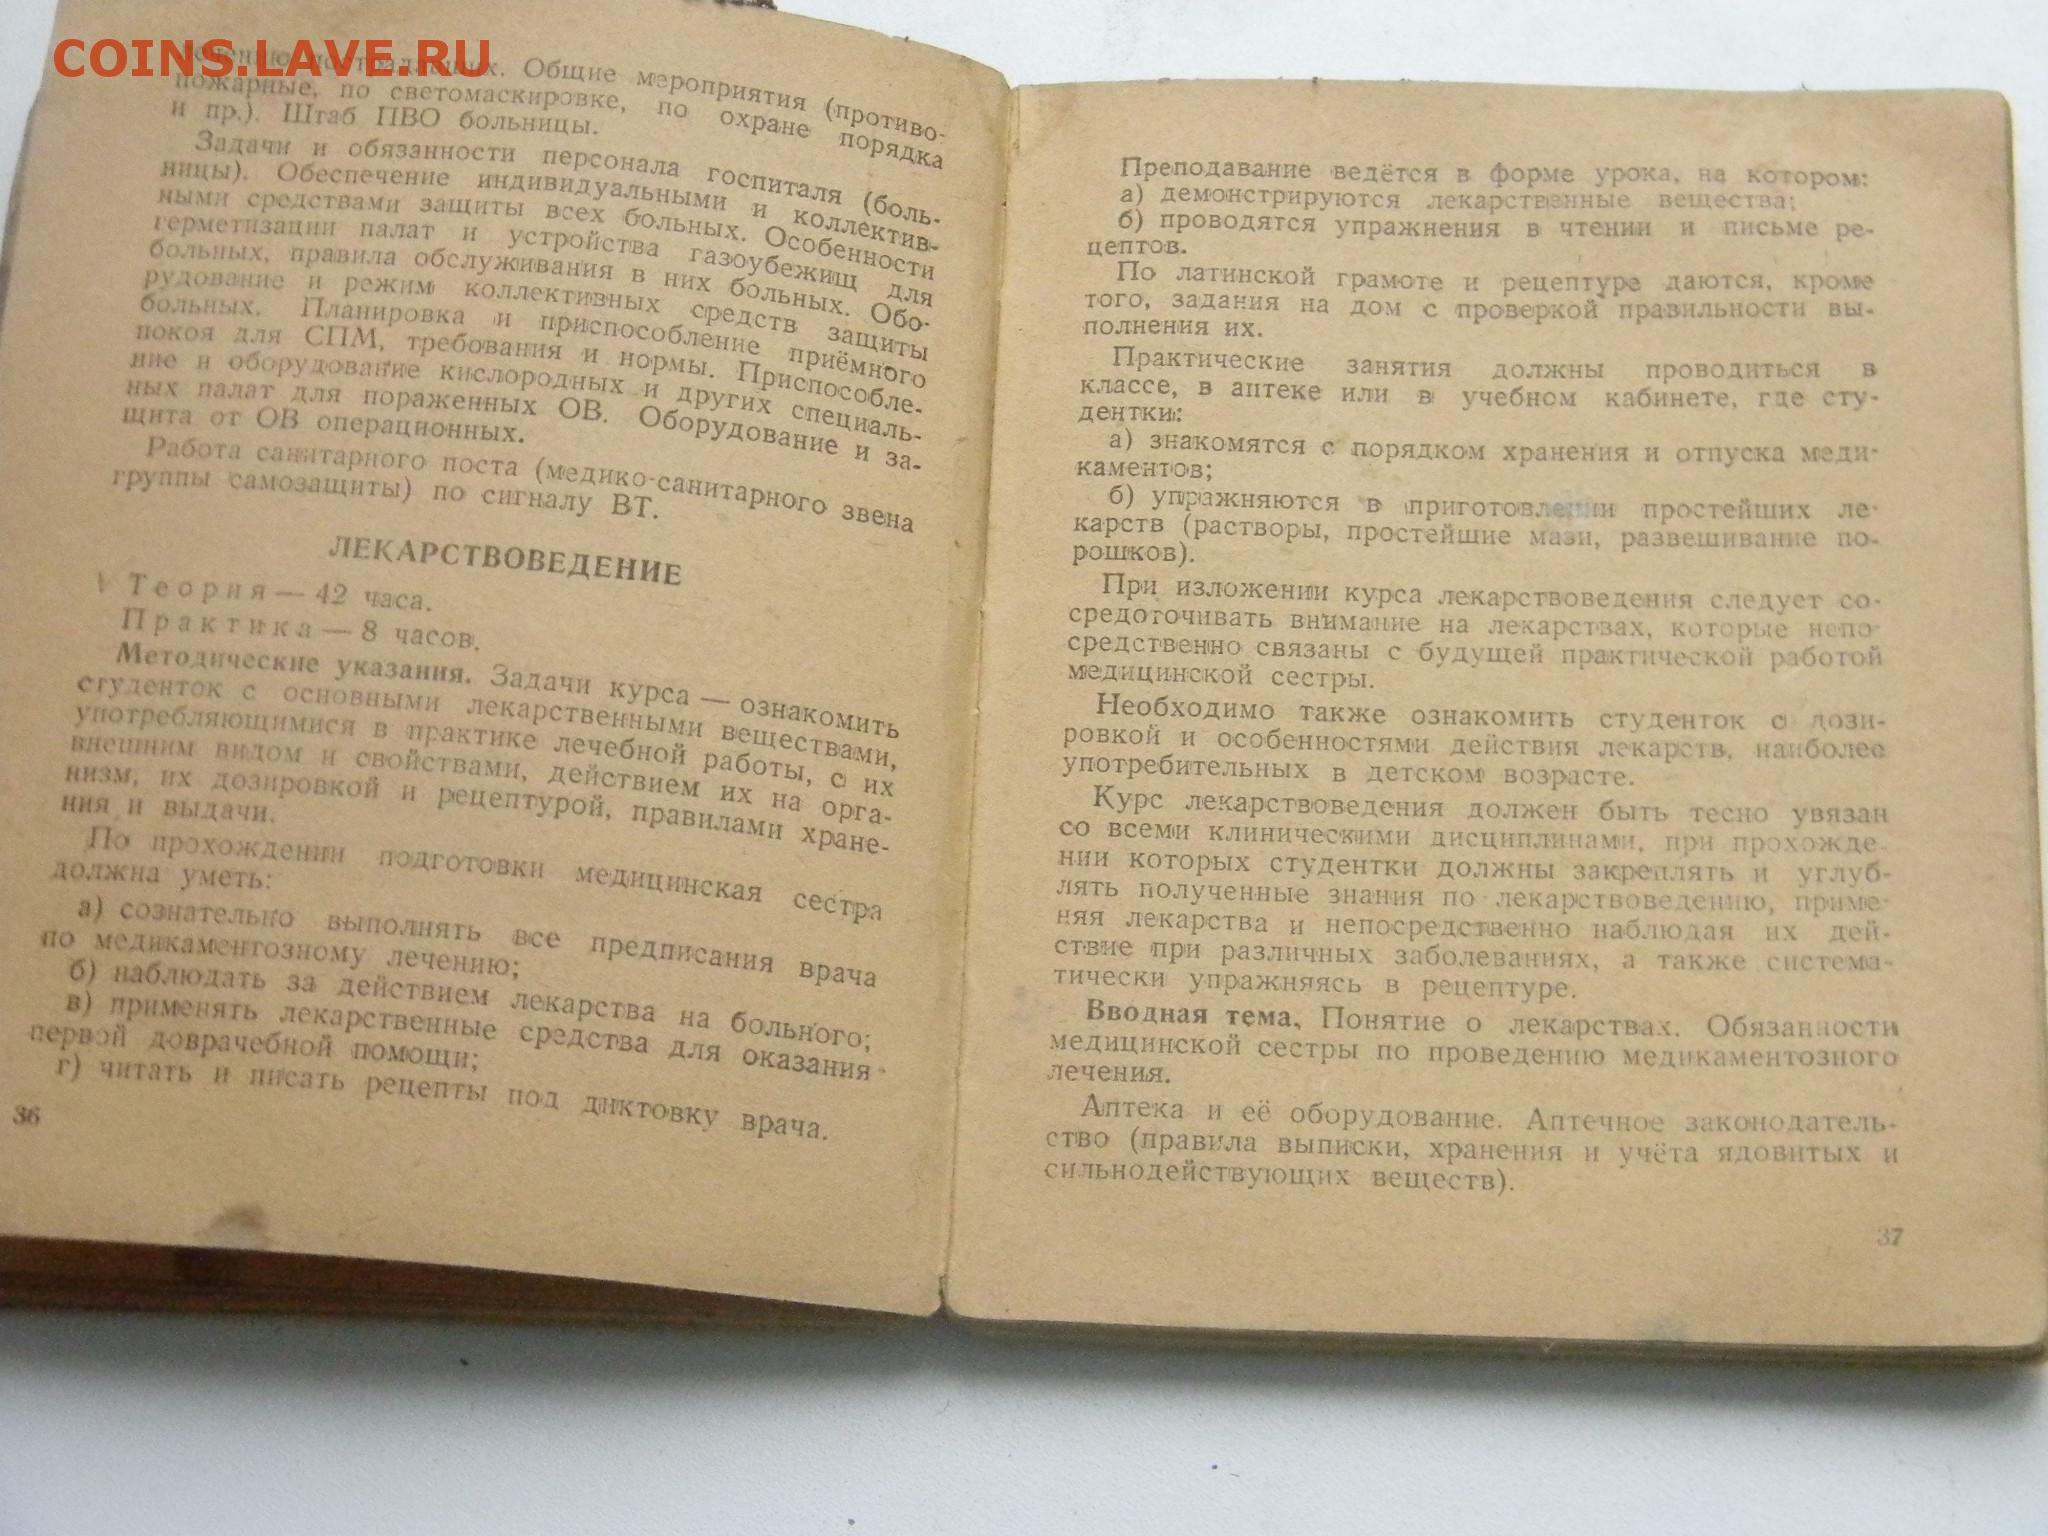 COINS.LAVE.RU
лечению пострадавших. Общие мероприятия (противо-
пожарные, по светомаскировке, по охране порядка
и пр.). Штаб ПВО больницы.
Задачи и обязанности персонала госпиталя (боль-
ницы). Обеспечение индивидуальными и коллектив-
ными средствами защиты всех больных. Особенности
герметизации палат и устройства газоубежищ для
больных, правила обслуживания в них больных. Обо-
рудование и режим коллективных средств защиты
больных. Планировка и приспособление приёмного
покоя для СПМ, требования и нормы. Приспособле-
ние и оборудование кислородных и других специаль-
ных палат для пораженных ОВ. Оборудование и за-
щита от ОВ операционных.
Работа санитарного поста (медико-санитарного звена
группы самозащиты) по сигналу ВТ.
ЛЕКАРСТВОВЕДЕНИЕ
Теория — 42 часа.
Практика — 8 часов.
Методические указания. Задачи курса — ознакомить
студенток с основными лекарственными веществами,
употребляющимися в практике лечебной работы, с их
внешним видом и свойствами, действием их на орга-
низм, их дозировкой и рецептурой, правилами хране-
ния и выдачи.
По прохождении подготовки медицинская сестра
должна уметь:
а) сознательно выполнять все предписания врача
по медикаментозному лечению;
б) наблюдать за действием лекарства на больного;
в) применять лекарственные средства для оказания
первой доврачебной помощи;
г) читать и писать рецепты под диктовку врача.
36
Преподавание ведётся в форме урока, на котором:
а) демонстрируются лекарственные вещества;
б) проводятся упражнения в чтении и письме ре-
цептов.
По латинской грамоте и рецептуре даются, кроме
того, задания на дом с проверкой правильности вы-
полнения их.
Практические занятия должны проводиться в
классе, в аптеке или в учебном кабинете, где сту-
дентки:
а) знакомятся с порядком хранения и отпуска меди-
каментов;
б) упражняются в приготовлении простейших ле-
карств (растворы, простейшие мази, развешивание по-
рошков).
При изложении курса лекарствоведения следует со-
средоточивать внимание на лекарствах, которые непо-
средственно связаны с будущей практической работой
медицинской сестры.
Необходимо также ознакомить студенток с дози-
ровкой и особенностями действия лекарств, наиболее
употребительных в детском возрасте.
Курс лекарствоведения должен быть тесно увязан
со всеми клиническими дисциплинами, при прохожде-
нии которых студентки должны закреплять и углуб-
лять полученные знания по лекарствоведению, приме-
няя лекарства и непосредственно наблюдая их дей-
ствие при различных заболеваниях, а также система-
тически упражняясь в рецептуре.
Вводная тема. Понятие о лекарствах. Обязанности
медицинской сестры по проведению медикаментозного
лечения.
Аптека и её оборудование. Аптечное законодатель-
ство (правила выписки, хранения и учёта ядовитых и
сильнодействующих веществ).
37